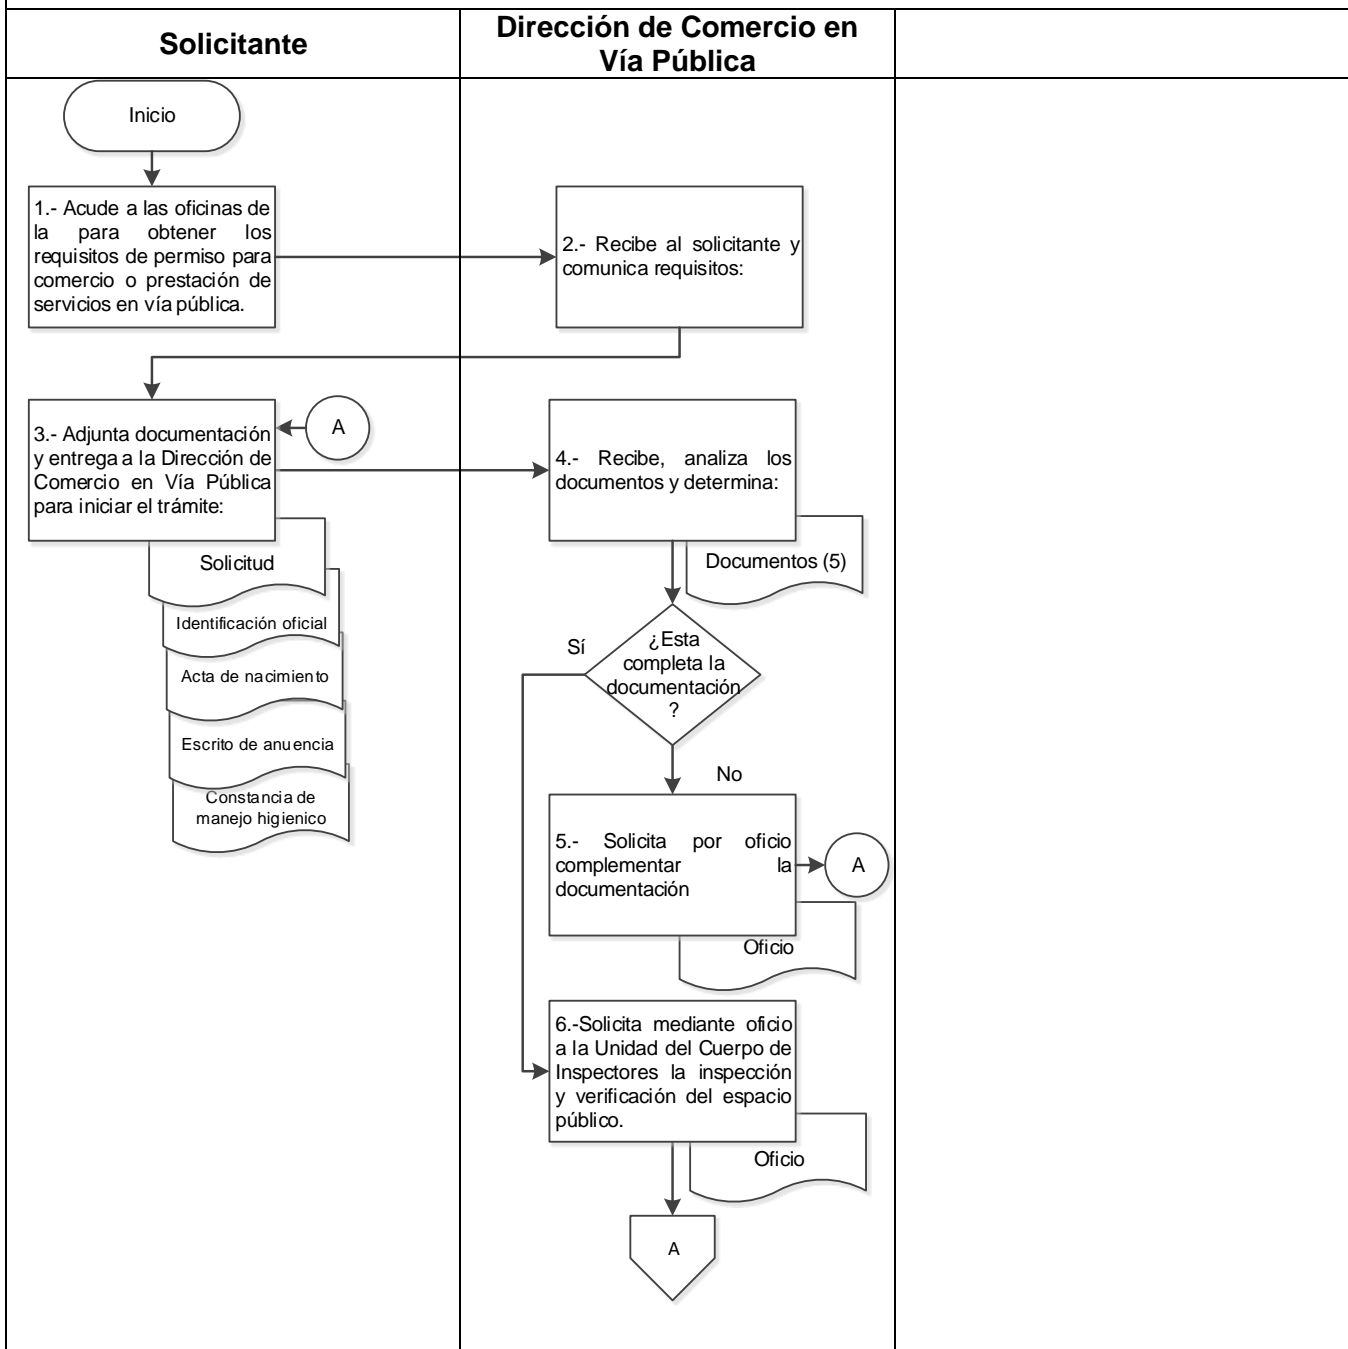 Solicitante
Dirección de Comercio en
Vía Pública
Inicio
1.- Acude a las oficinas de
la para obtener los
requisitos de permiso para
comercio o prestación de
servicios en vía pública.
2.- Recibe al solicitante y
comunica requisitos:
3.- Adjunta documentación
y entrega a la Dirección de
Comercio en Vía Pública
para iniciar el trámite:
A
Solicitud
Identificación oficial
Acta de nacimiento
Escrito de anuencia
Constancia de
manejo higienico
4.- Recibe, analiza los
documentos y determina:
Documentos (5)
¿Esta
completa la
documentación
?
Sí
No
5.- Solicita por oficio
complementar la
documentación
A
Oficio
6.-Solicita mediante oficio
a la Unidad del Cuerpo de
Inspectores la inspección
y verificación del espacio
público.
Oficio
A